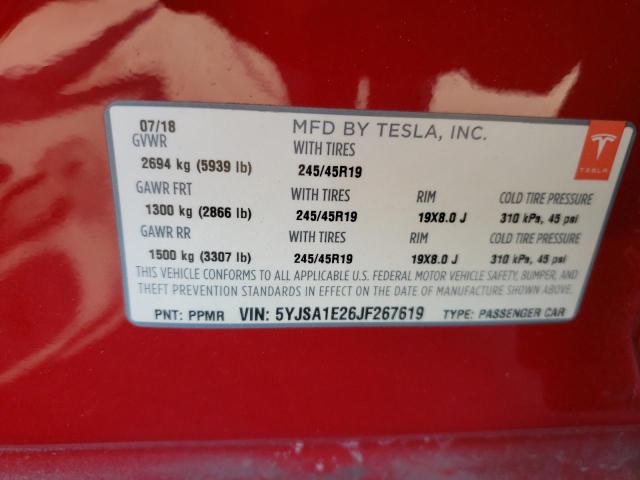 07/18 MFD BY TESLA, INC.
GVWR WITH TIRES
2694 kg (5939 lb) 245/45R19
TESLA
GAWR FRT WITH TIRES RIM COLD TIRE PRESSURE
1300 kg (2866 lb) 245/45R19 19X8.0 J 310 kPa, 45 psi
GAWR RR WITH TIRES RIM COLD TIRE PRESSURE
1500 kg (3307 lb) 245/45R19 19X8.0 J 310 kPa, 45 psi
THIS VEHICLE CONFORMS TO ALL APPLICABLE U.S. FEDERAL MOTOR VEHICLE SAFETY, BUMPER, AND
THEFT PREVENTION STANDARDS IN EFFECT ON THE DATE OF MANUFACTURE SHOWN ABOVE.
PNT: PPMR VIN: 5YJSA1E26JF267619 TYPE: PASSENGER CAR